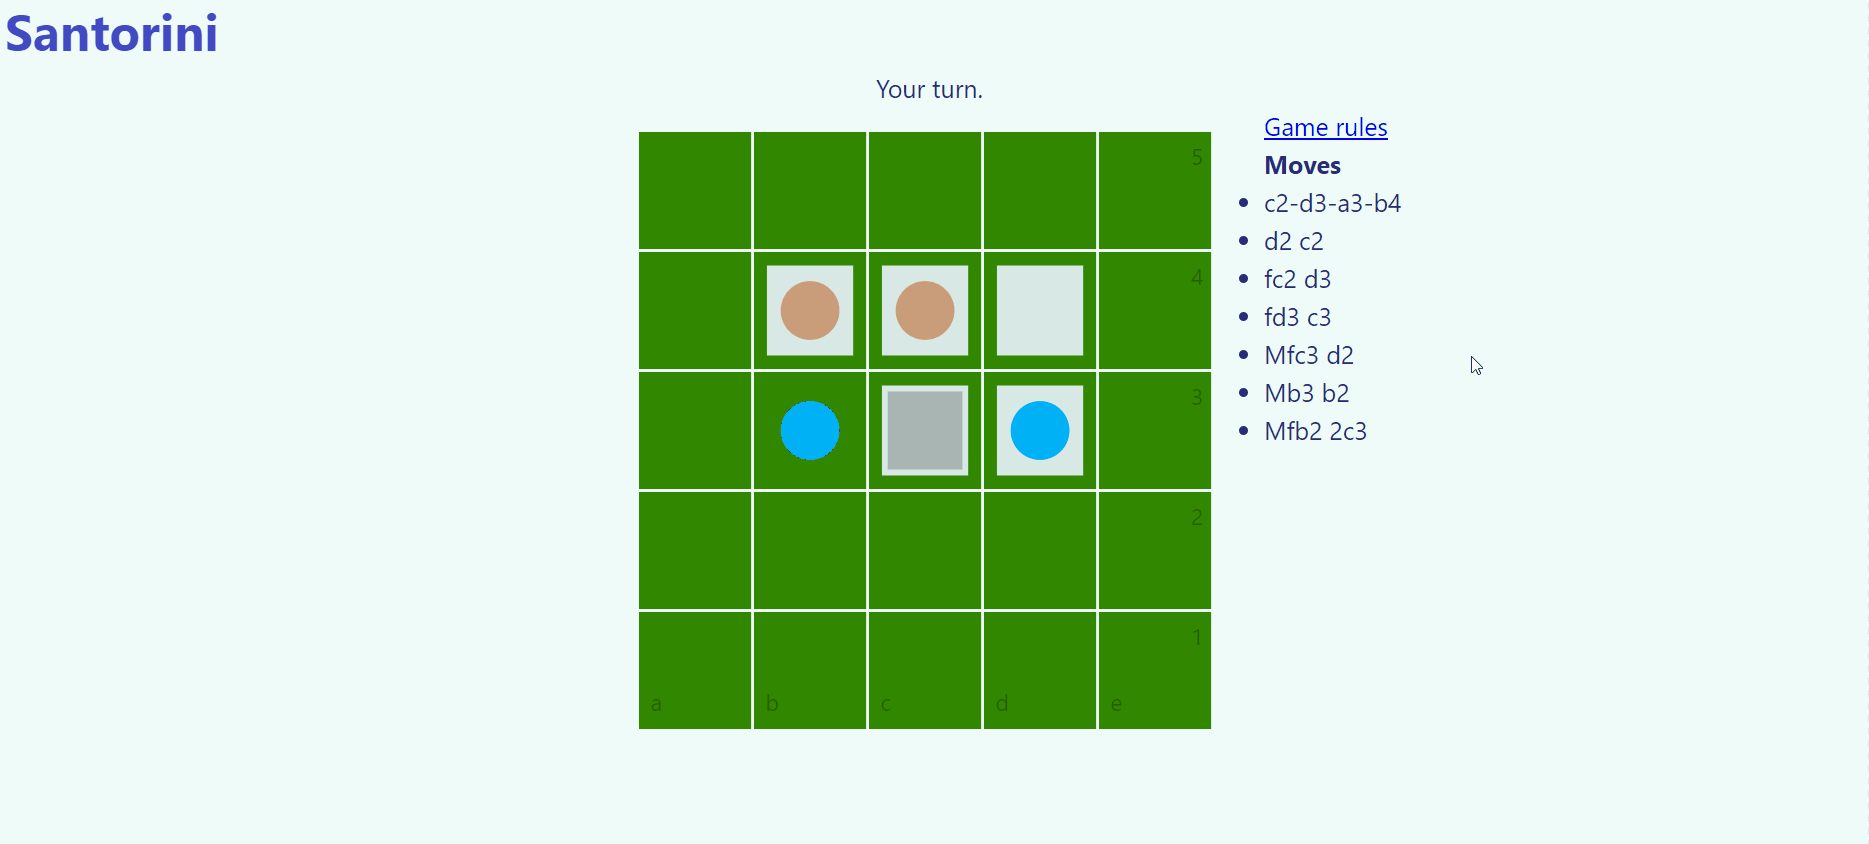 Santorini
Your turn.
Game rules
Moves
c2-d3-a3-b4
d2 c2
fc2 d3
fd3 c3
Mfc3 d2
Mb3 b2
Mfb2 2c3
5
4
3
2
1
a b c d e